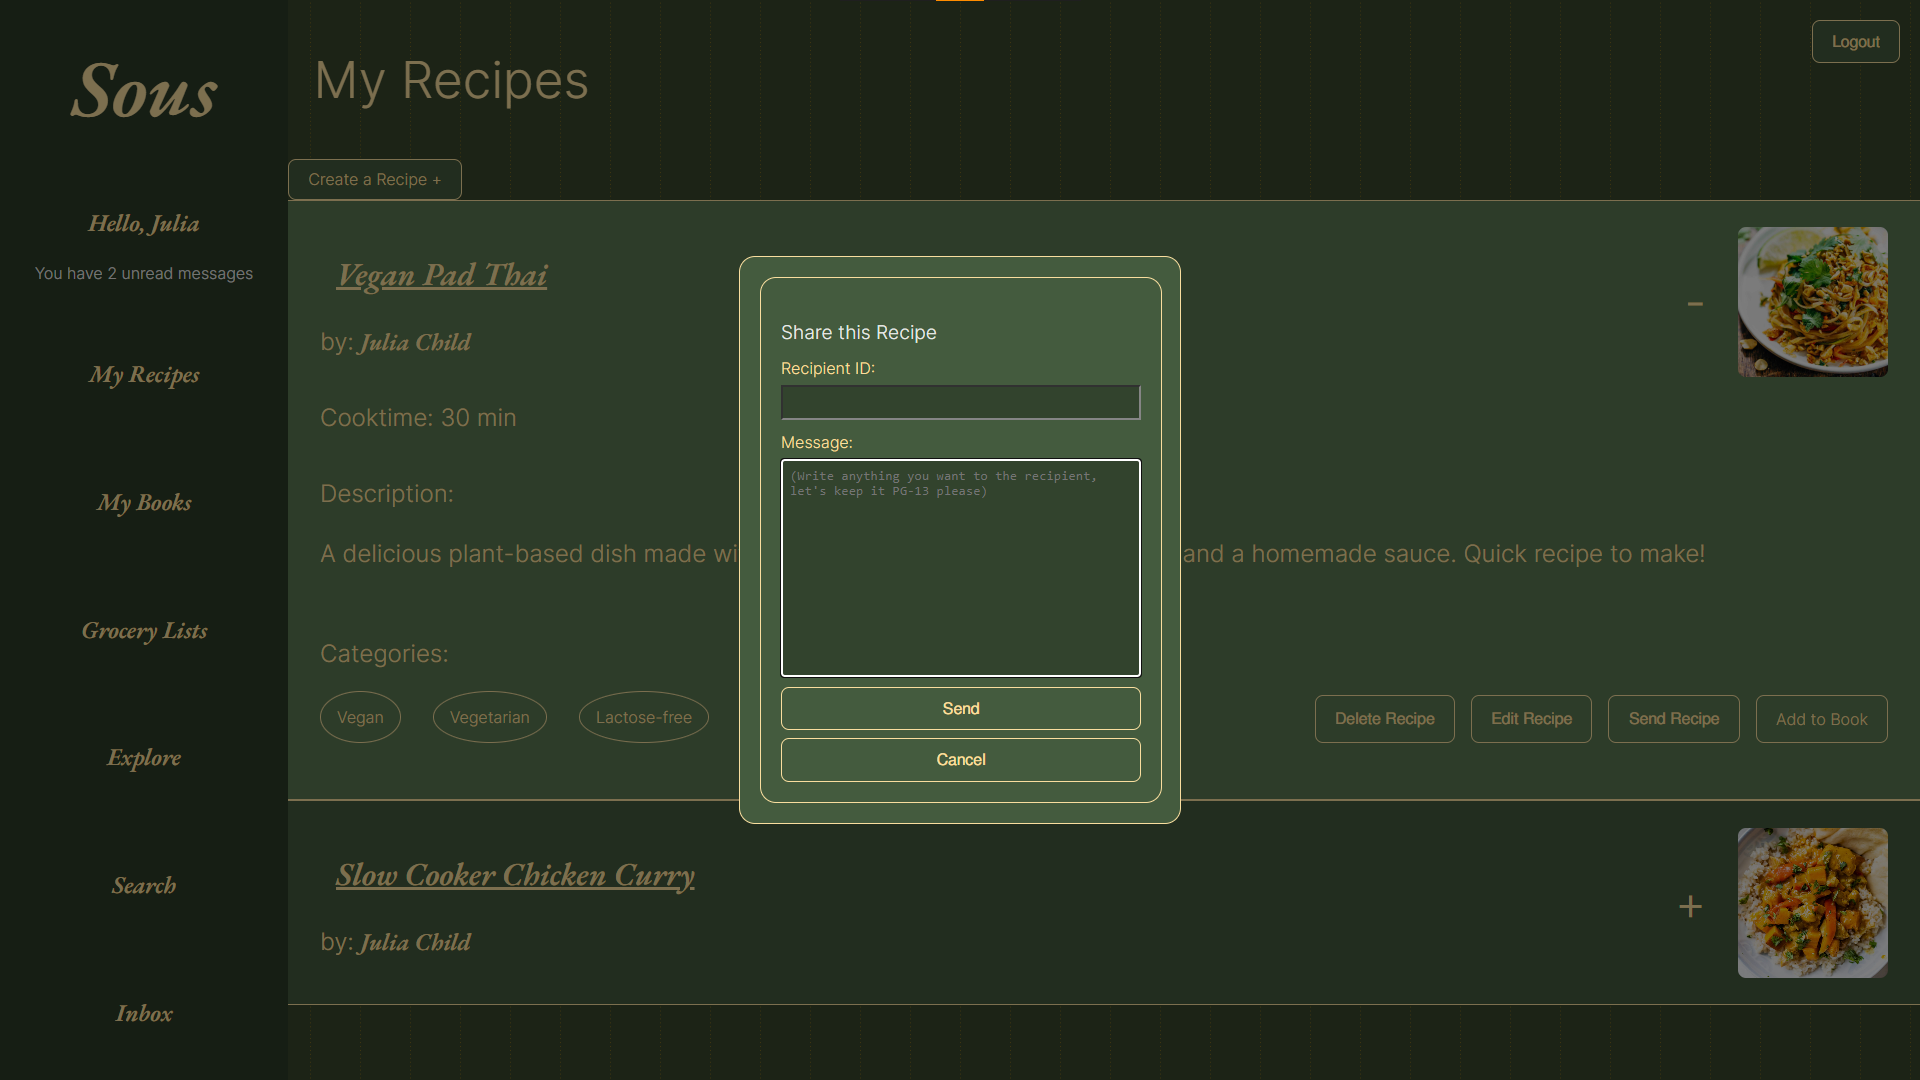 Sous
Hello, Julia
You have 2 unread messages
My Recipes
My Books
Grocery Lists
Explore
Search
Inbox
My Recipes
Logout
Create a Recipe +
Vegan Pad Thai
by: Julia Child
Cooktime: 30 min
Description:
A delicious plant-based dish made wi
and a homemade sauce. Quick recipe to make!
Categories:
Vegan
Vegetarian
Lactose-free
Delete Recipe
Edit Recipe
Send Recipe
Add to Book
Share this Recipe
Recipient ID:
Message:
(Write anything you want to the recipient,
let's keep it PG-13 please)
Send
Cancel
Slow Cooker Chicken Curry
by: Julia Child